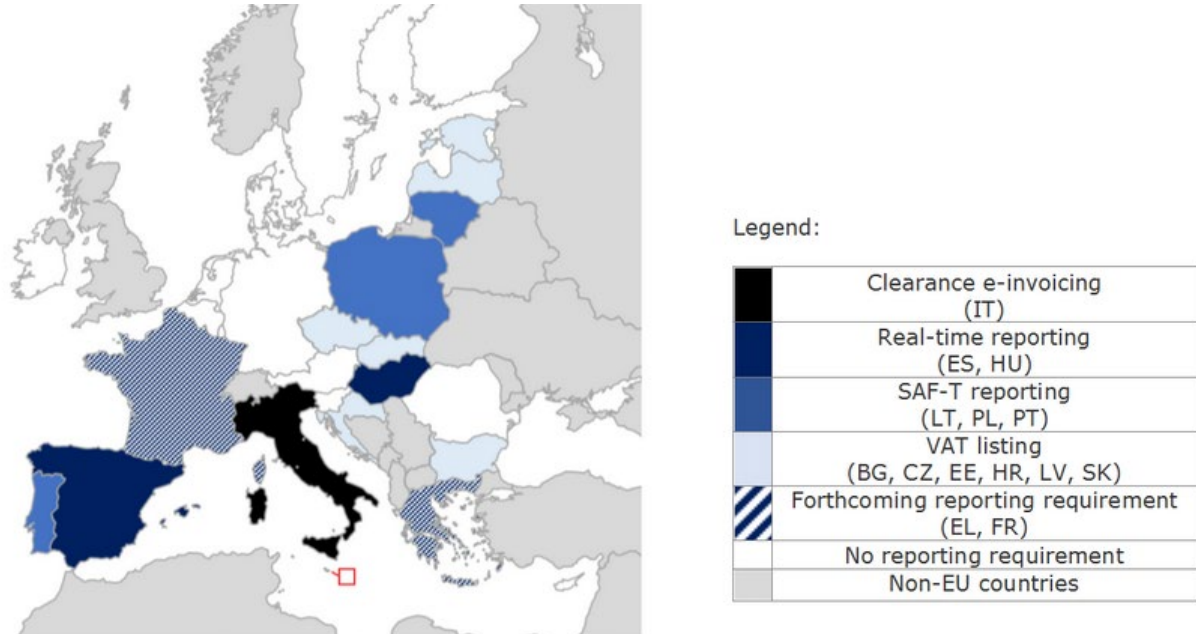 Legend:
Clearance e-invoicing
(IT)
Real-time reporting
(ES, HU)
SAF-T reporting
(LT, PL, PT)
VAT listing
(BG, CZ, EE, HR, LV, SK)
Forthcoming reporting requirement
(EL, FR)
No reporting requirement
Non-EU countries